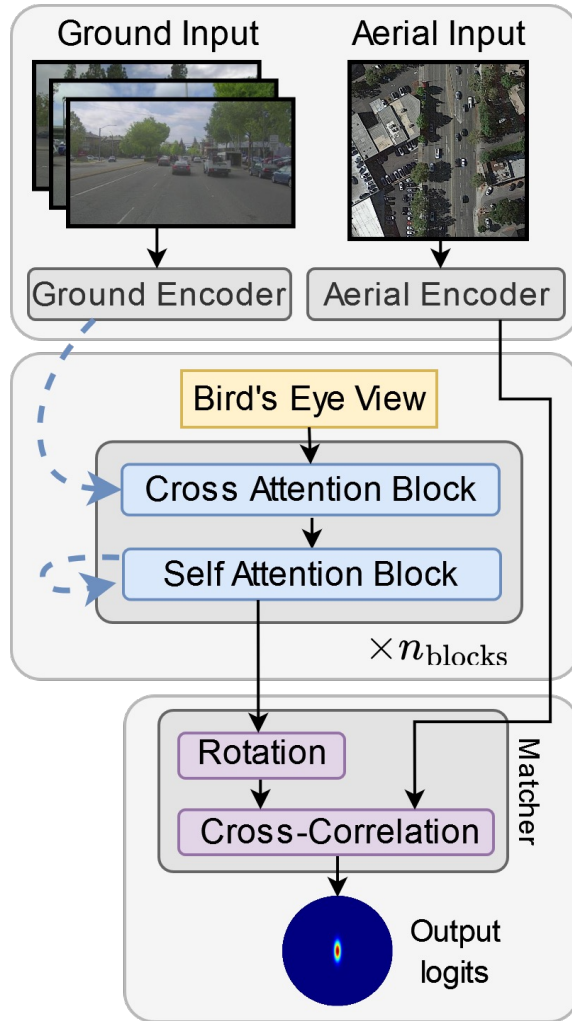 Ground Input
Aerial Input
Ground Encoder
Aerial Encoder
Bird's Eye View
Cross Attention Block
Self Attention Block
×n_blocks
Rotation
Matcher
Cross-Correlation
Output
logits